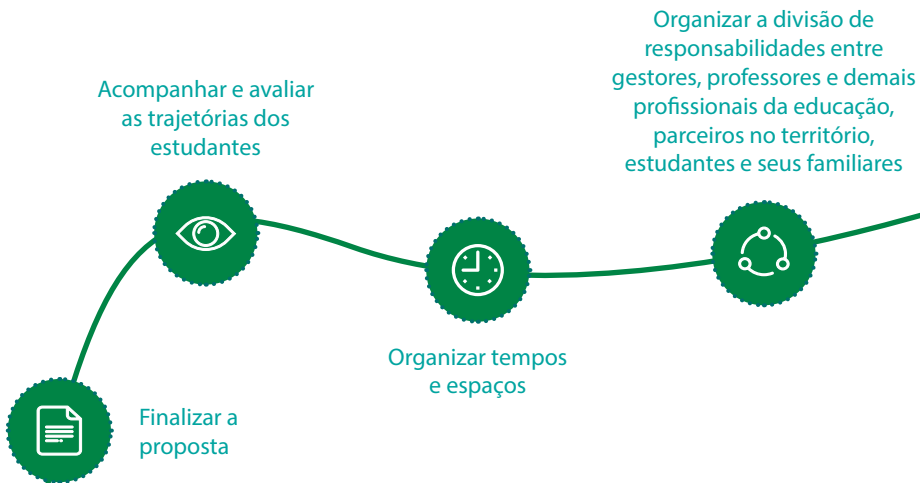 Organizar a divisão de
responsabilidades entre
gestores, professores e demais
profissionais da educação,
parceiros no território,
estudantes e seus familiares
Acompanhar e avaliar
as trajetórias dos
estudantes
Organizar tempos
e espaços
Finalizar a
proposta